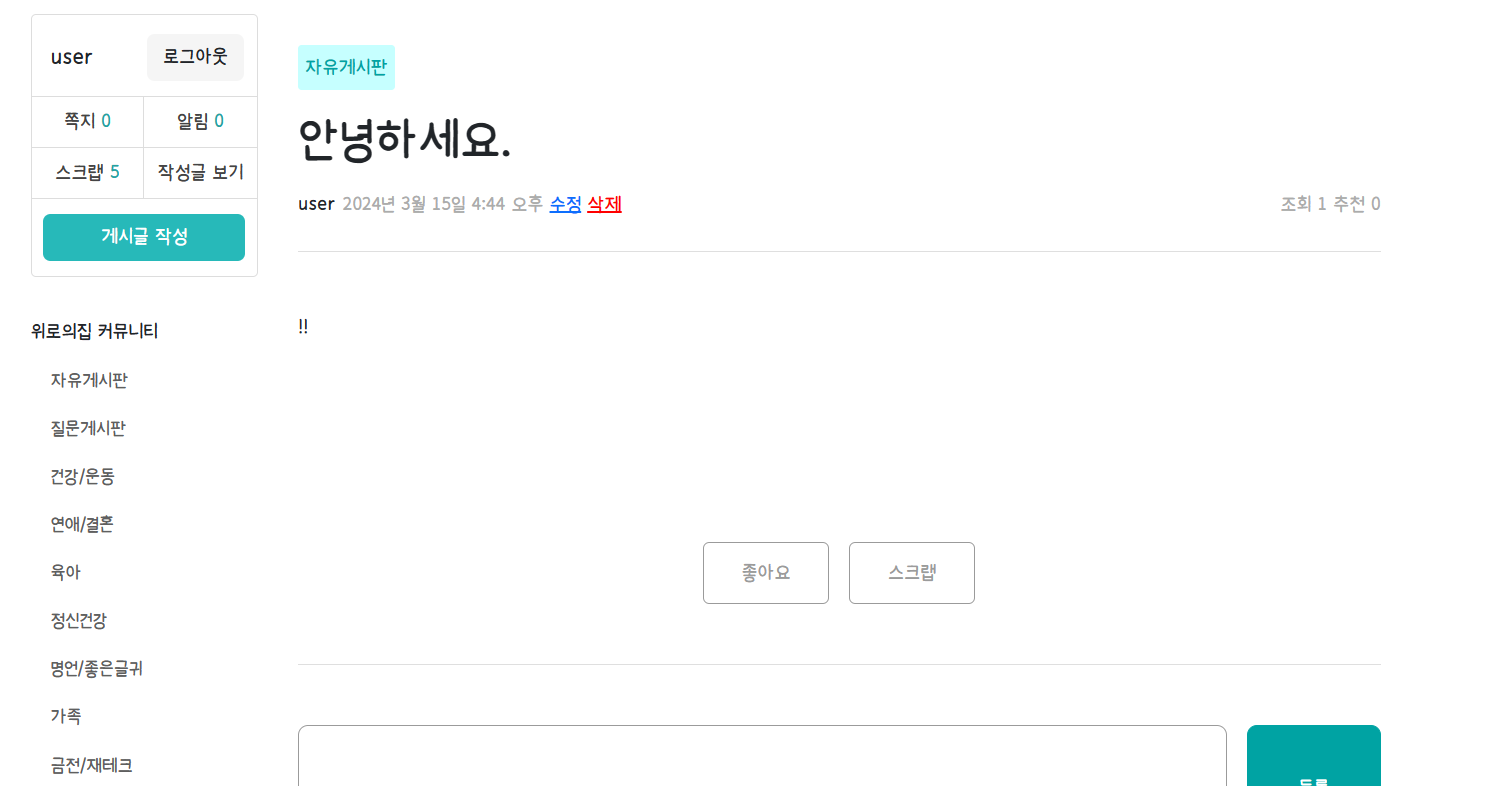 user 로그아웃
쪽지 0 알림 0
스크랩 5 작성글 보기
게시글 작성
위로의집 커뮤니티
자유게시판
질문게시판
건강/운동
연애/결혼
육아
정신건강
명언/좋은글귀
가족
금전/재테크
자유게시판
안녕하세요.
user 2024년 3월 15일 4:44 오후 수정 삭제 조회 1 추천 0
!!
좋아요 스크랩